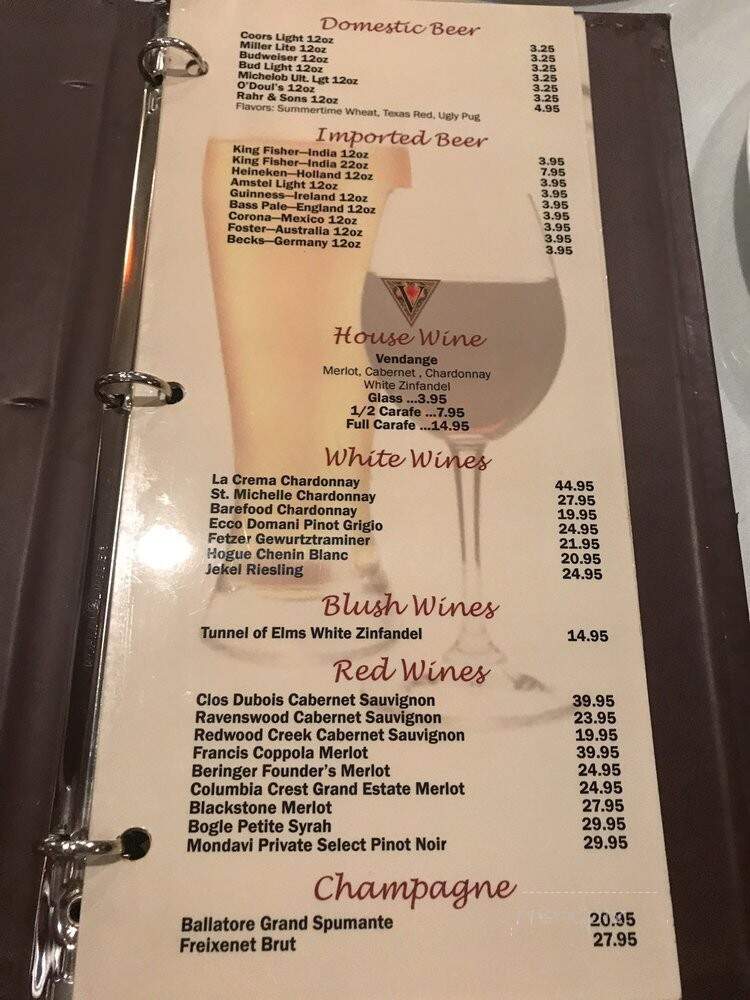 Domestic Beer
Coors Light 12oz 3.25
Miller Lite 12oz 3.25
Budweiser 12oz 3.25
Bud Light 12oz 3.25
Michelob Ult. Lgt 12oz 3.25
O'Doul's 12oz 3.25
Rahr & Sons 12oz 4.95
Flavors: Summertime Wheat, Texas Red, Ugly Pug
Imported Beer
King Fisher—India 12oz 3.95
King Fisher—India 22oz 7.95
Heineken—Holland 12oz 3.95
Amstel Light 12oz 3.95
Guinness—Ireland 12oz 3.95
Bass Pale—England 12oz 3.95
Corona—Mexico 12oz 3.95
Foster—Australia 12oz 3.95
Becks—Germany 12oz 3.95
V
House Wine
Vendange
Merlot, Cabernet , Chardonnay
White Zinfandel
Glass ...3.95
1/2 Carafe ...7.95
Full Carafe ...14.95
White Wines
La Crema Chardonnay 44.95
St. Michelle Chardonnay 27.95
Barefood Chardonnay 19.95
Ecco Domani Pinot Grigio 24.95
Fetzer Gewurtztraminer 21.95
Hogue Chenin Blanc 20.95
Jekel Riesling 24.95
Blush Wines
Tunnel of Elms White Zinfandel 14.95
Red Wines
Clos Dubois Cabernet Sauvignon 39.95
Ravenswood Cabernet Sauvignon 23.95
Redwood Creek Cabernet Sauvignon 19.95
Francis Coppola Merlot 39.95
Beringer Founder's Merlot 24.95
Columbia Crest Grand Estate Merlot 24.95
Blackstone Merlot 27.95
Bogle Petite Syrah 29.95
Mondavi Private Select Pinot Noir 29.95
Champagne
Ballatore Grand Spumante 20.95
Freixenet Brut 27.95